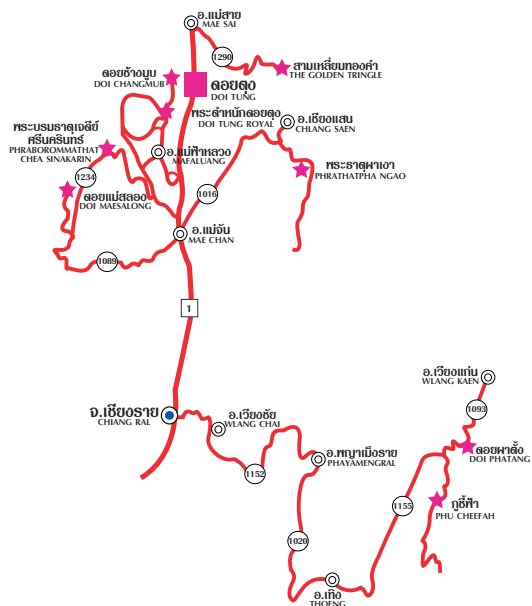 อ.แม่สาย
MAE SAI
1290
สามเหลี่ยมทองคำ
THE GOLDEN TRINGLE
ดอยช้างมูบ
DOI CHANGMUB
ดอยตุง
DOI TUNG
พระตำหนักดอยตุง
DOI TUNG ROYAL
อ.เชียงแสน
CHLANG SAEN
พระบรมธาตุเจดีย์
ศรีนครินทร์
PHRABOROMMATHAT
CHEA SINAKARIN
อ.แม่ฟ้าหลวง
MAFALUANG
พระธาตุผาเงา
PHRATHATPHA NGAO
1234
ดอยแม่สลอง
DOI MAESALONG
1016
อ.แม่จัน
MAE CHAN
1089
1
อ.เวียงแก่น
WLANG KAEN
1093
จ.เชียงราย
CHIANG RAL
อ.เวียงชัย
WLANG CHAI
ดอยผาตั้ง
DOI PHATANG
อ.พญาเม็งราย
PHAYAMENGRAL
1152
ภูชี้ฟ้า
PHU CHEEFAH
1155
1020
อ.เทิง
THOENG